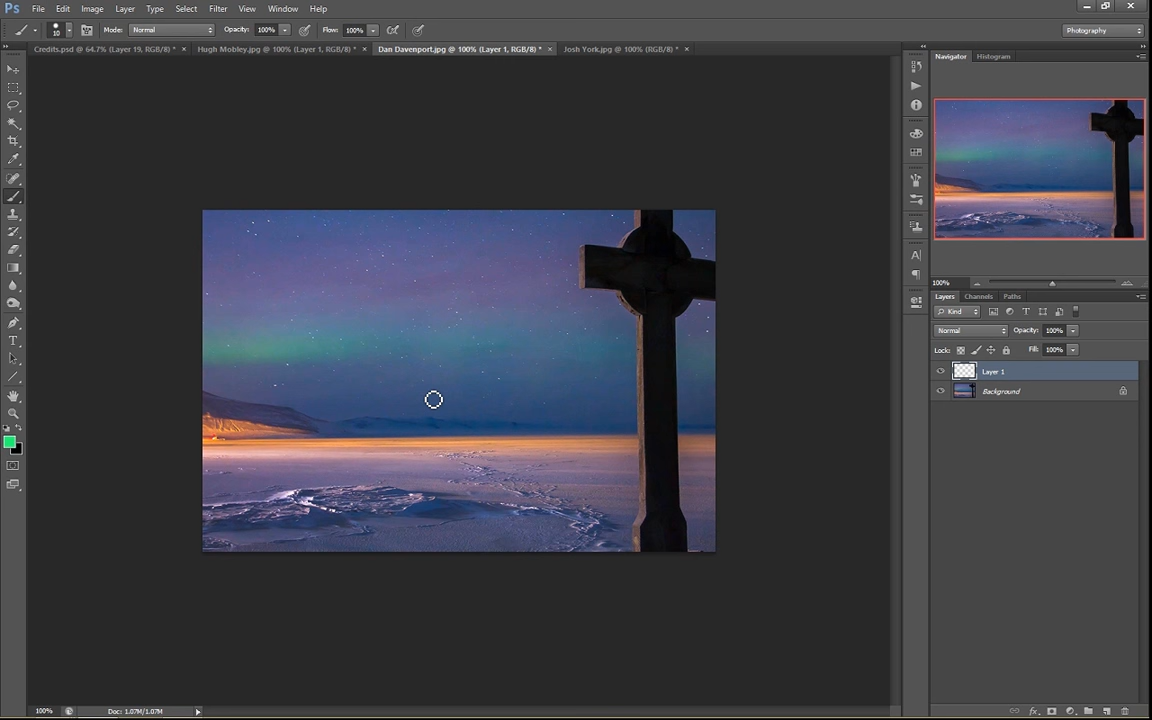 Ps File Edit Image Layer Type Select Filter View Window Help
10 Mode: Normal Opacity: 100% Flow: 100% Photography
Credits.psd @ 64.7% (Layer 19, RGB/8) * × Hugh Mobley.jpg @ 100% (Layer 1, RGB/8) * × Dan Davenport.jpg @ 100% (Layer 1, RGB/8) * × Josh York.jpg @ 100% (RGB/8) * ×
Navigator Histogram
100%
Layers Channels Paths
Kind
Normal Opacity: 100%
Lock: Fill: 100%
Layer 1
Background
100% Doc: 1.07M/1.07M